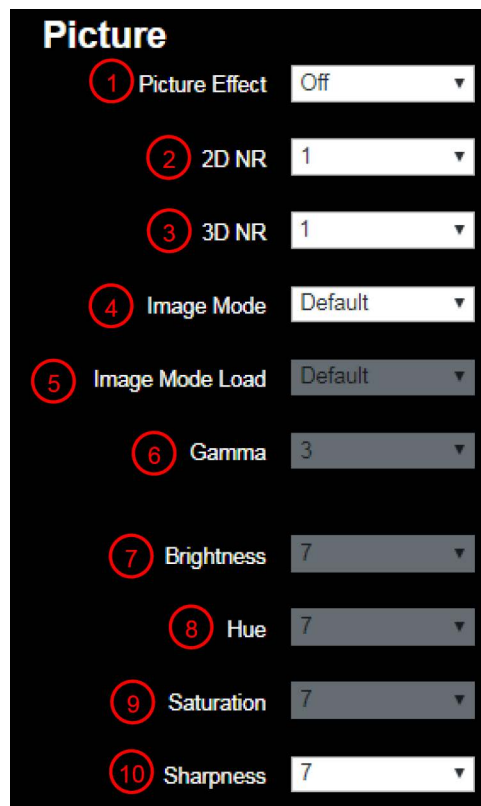 Picture
1 Picture Effect Off
2 2D NR 1
3 3D NR 1
4 Image Mode Default
5 Image Mode Load Default
6 Gamma 3
7 Brightness 7
8 Hue 7
9 Saturation 7
10 Sharpness 7